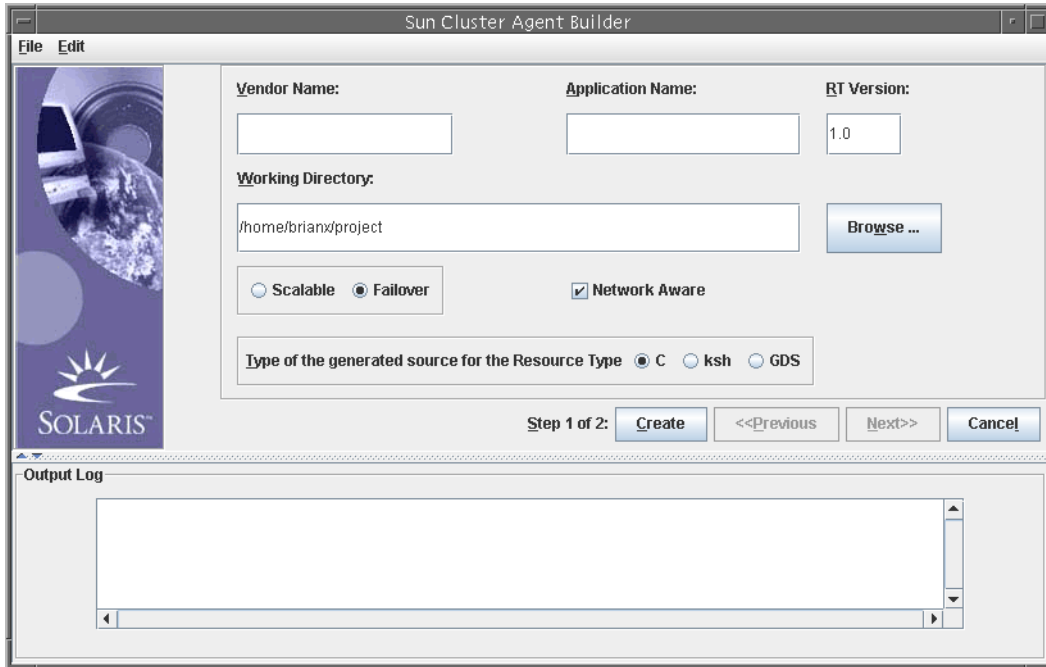 Sun Cluster Agent Builder
File Edit
Vendor Name: Application Name: RT Version:
1.0
Working Directory:
/home/brianx/project Browse ...
Scalable Failover Network Aware
Type of the generated source for the Resource Type C ksh GDS
SOLARIS™
Step 1 of 2: Create <<Previous Next>> Cancel
Output Log